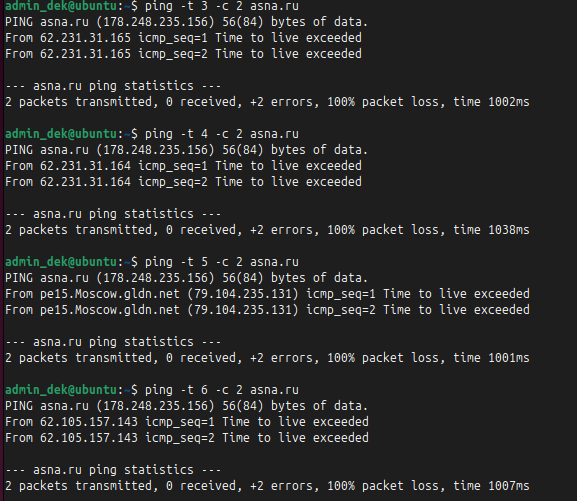 admin_dek@ubuntu:~$ ping -t 3 -c 2 asna.ru
PING asna.ru (178.248.235.156) 56(84) bytes of data.
From 62.231.31.165 icmp_seq=1 Time to live exceeded
From 62.231.31.165 icmp_seq=2 Time to live exceeded
--- asna.ru ping statistics ---
2 packets transmitted, 0 received, +2 errors, 100% packet loss, time 1002ms
admin_dek@ubuntu:~$ ping -t 4 -c 2 asna.ru
PING asna.ru (178.248.235.156) 56(84) bytes of data.
From 62.231.31.164 icmp_seq=1 Time to live exceeded
From 62.231.31.164 icmp_seq=2 Time to live exceeded
--- asna.ru ping statistics ---
2 packets transmitted, 0 received, +2 errors, 100% packet loss, time 1038ms
admin_dek@ubuntu:~$ ping -t 5 -c 2 asna.ru
PING asna.ru (178.248.235.156) 56(84) bytes of data.
From pe15.Moscow.gldn.net (79.104.235.131) icmp_seq=1 Time to live exceeded
From pe15.Moscow.gldn.net (79.104.235.131) icmp_seq=2 Time to live exceeded
--- asna.ru ping statistics ---
2 packets transmitted, 0 received, +2 errors, 100% packet loss, time 1001ms
admin_dek@ubuntu:~$ ping -t 6 -c 2 asna.ru
PING asna.ru (178.248.235.156) 56(84) bytes of data.
From 62.105.157.143 icmp_seq=1 Time to live exceeded
From 62.105.157.143 icmp_seq=2 Time to live exceeded
--- asna.ru ping statistics ---
2 packets transmitted, 0 received, +2 errors, 100% packet loss, time 1007ms